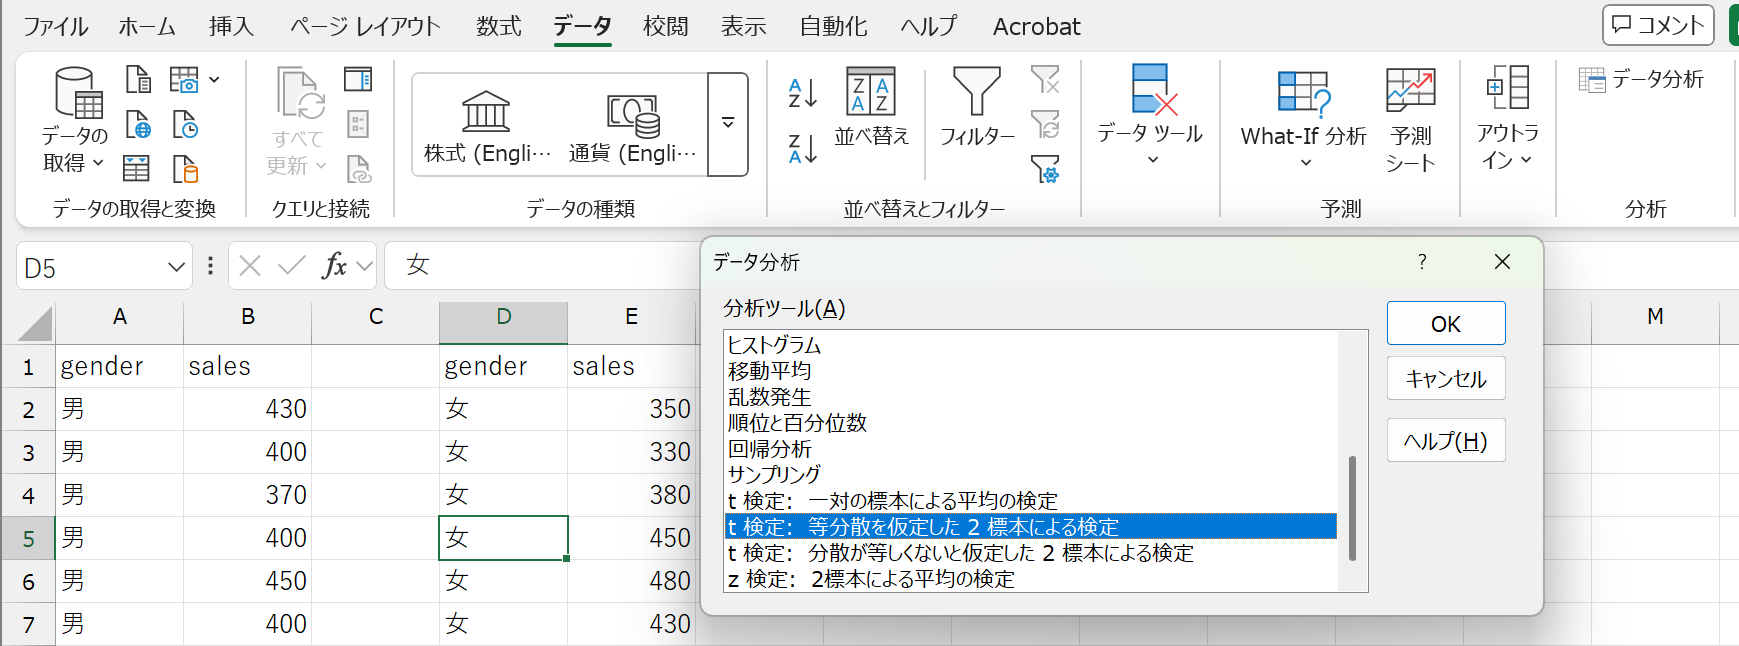 ファイル ホーム 挿入 ページ レイアウト 数式 データ 校閲 表示 自動化 ヘルプ Acrobat コメント
データの
取得
すべて
更新
株式 (Engli… 通貨 (Engli…
並べ替え
フィルター
データ ツール
What-If 分析
予測
シート
アウトラ
イン
データ分析
データの取得と変換 クエリと接続 データの種類 並べ替えとフィルター 予測 分析
D5 fx 女
A B C D E M
1 gender sales gender sales
2 男 430 女 350
3 男 400 女 330
4 男 370 女 380
5 男 400 女 450
6 男 450 女 480
7 男 400 女 430
データ分析 ?
分析ツール(A)
ヒストグラム
移動平均
乱数発生
順位と百分位数
回帰分析
サンプリング
t 検定: 一対の標本による平均の検定
t 検定: 等分散を仮定した 2 標本による検定
t 検定: 分散が等しくないと仮定した 2 標本による検定
z 検定: 2標本による平均の検定
OK
キャンセル
ヘルプ(H)